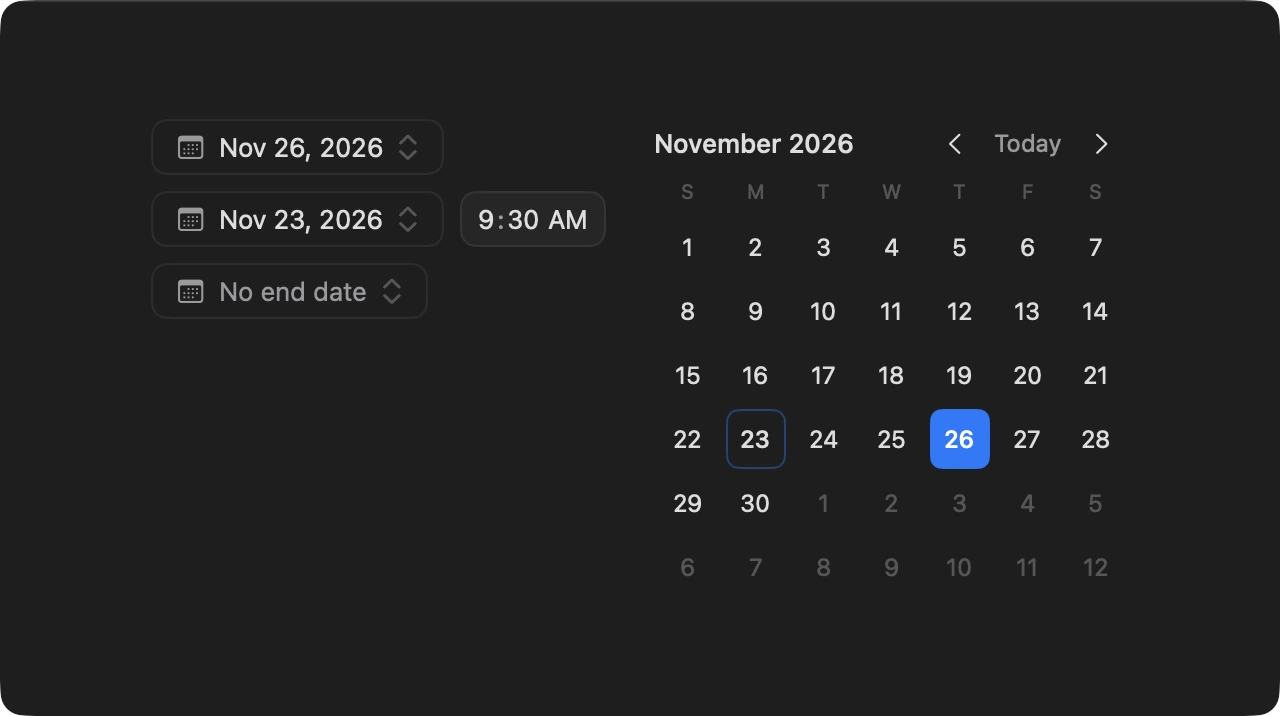 Nov 26, 2026
Nov 23, 2026 9:30 AM
No end date
November 2026 Today
S M T W T F S
1 2 3 4 5 6 7
8 9 10 11 12 13 14
15 16 17 18 19 20 21
22 23 24 25 26 27 28
29 30 1 2 3 4 5
6 7 8 9 10 11 12